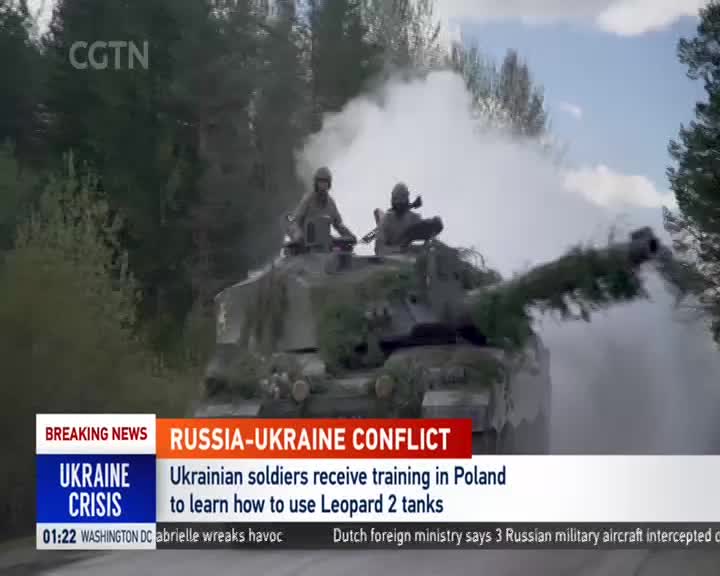 CGTN
BREAKING NEWS
RUSSIA-UKRAINE CONFLICT
UKRAINE
CRISIS
Ukrainian soldiers receive training in Poland
to learn how to use Leopard 2 tanks
01:22 WASHINGTON DC
abrielle wreaks havoc Dutch foreign ministry says 3 Russian military aircraft intercepted